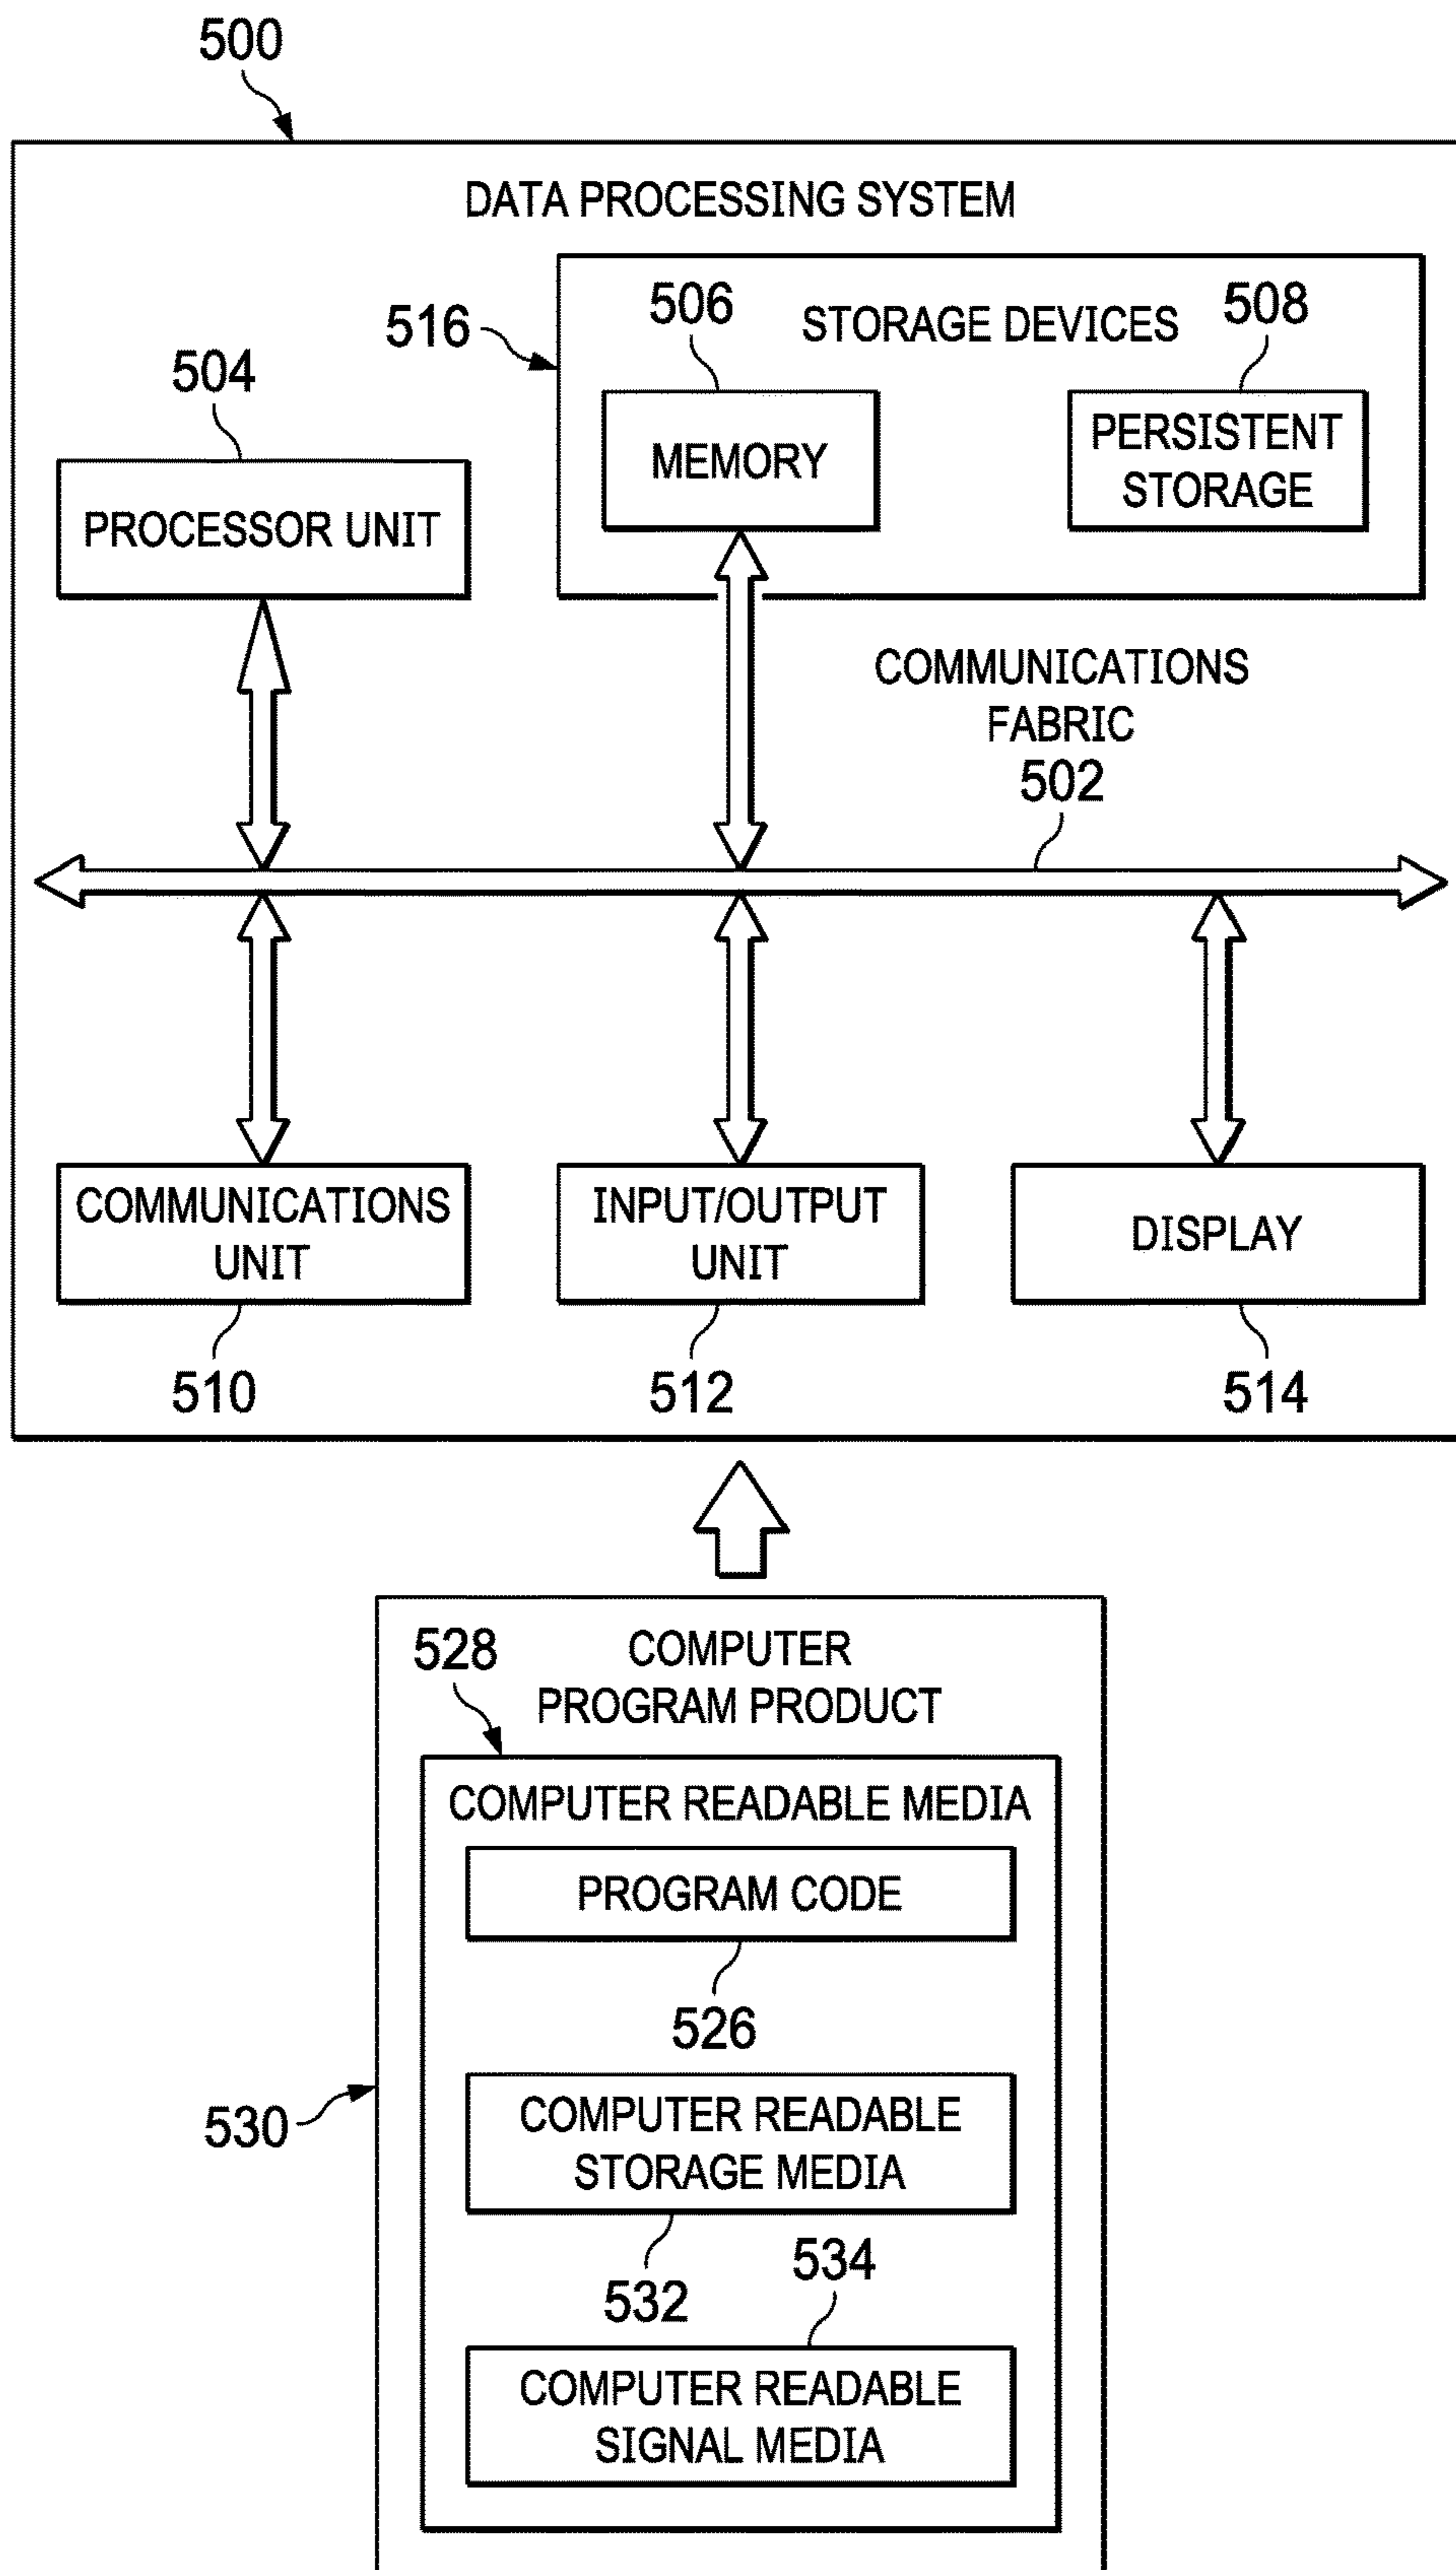 500
DATA PROCESSING SYSTEM
516
506
STORAGE DEVICES
508
504
MEMORY
PERSISTENT
STORAGE
PROCESSOR UNIT
COMMUNICATIONS
FABRIC
502
COMMUNICATIONS
UNIT
INPUT/OUTPUT
UNIT
DISPLAY
510
512
514
528
COMPUTER
PROGRAM PRODUCT
COMPUTER READABLE MEDIA
PROGRAM CODE
526
530
COMPUTER READABLE
STORAGE MEDIA
532
534
COMPUTER READABLE
SIGNAL MEDIA